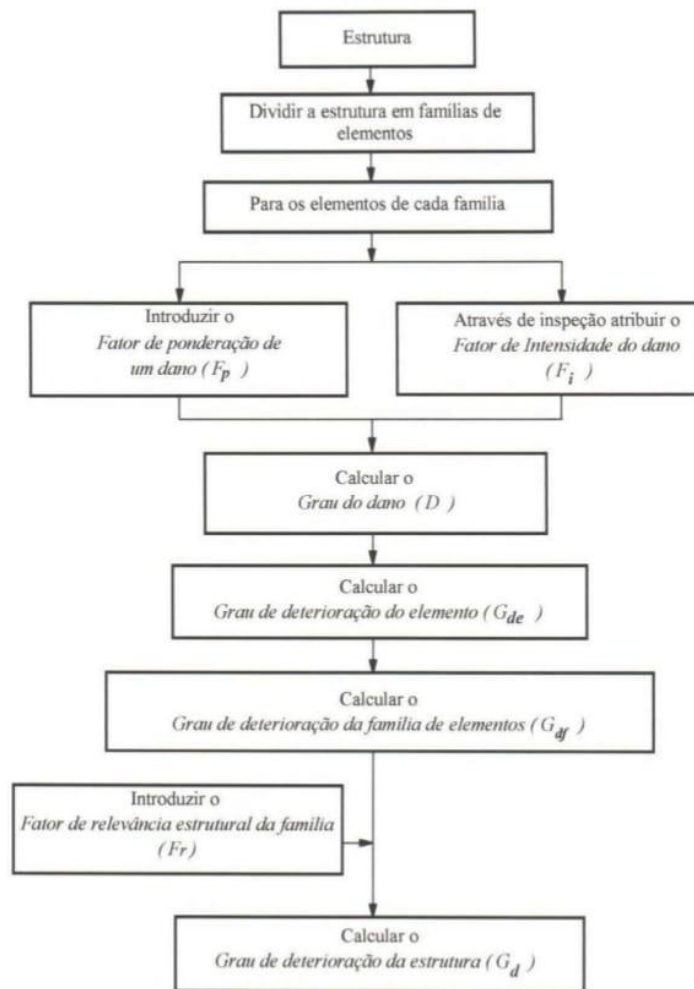 Estrutura
Dividir a estrutura em famílias de
elementos
Para os elementos de cada família
Introduzir o
Fator de ponderação de
um dano ( Fp )
Através de inspeção atribuir o
Fator de Intensidade do dano
( Fi )
Calcular o
Grau do dano ( D )
Calcular o
Grau de deterioração do elemento ( Gde )
Calcular o
Grau de deterioração da família de elementos ( Gdf )
Introduzir o
Fator de relevância estrutural da família
( Fr )
Calcular o
Grau de deterioração da estrutura ( Gd )